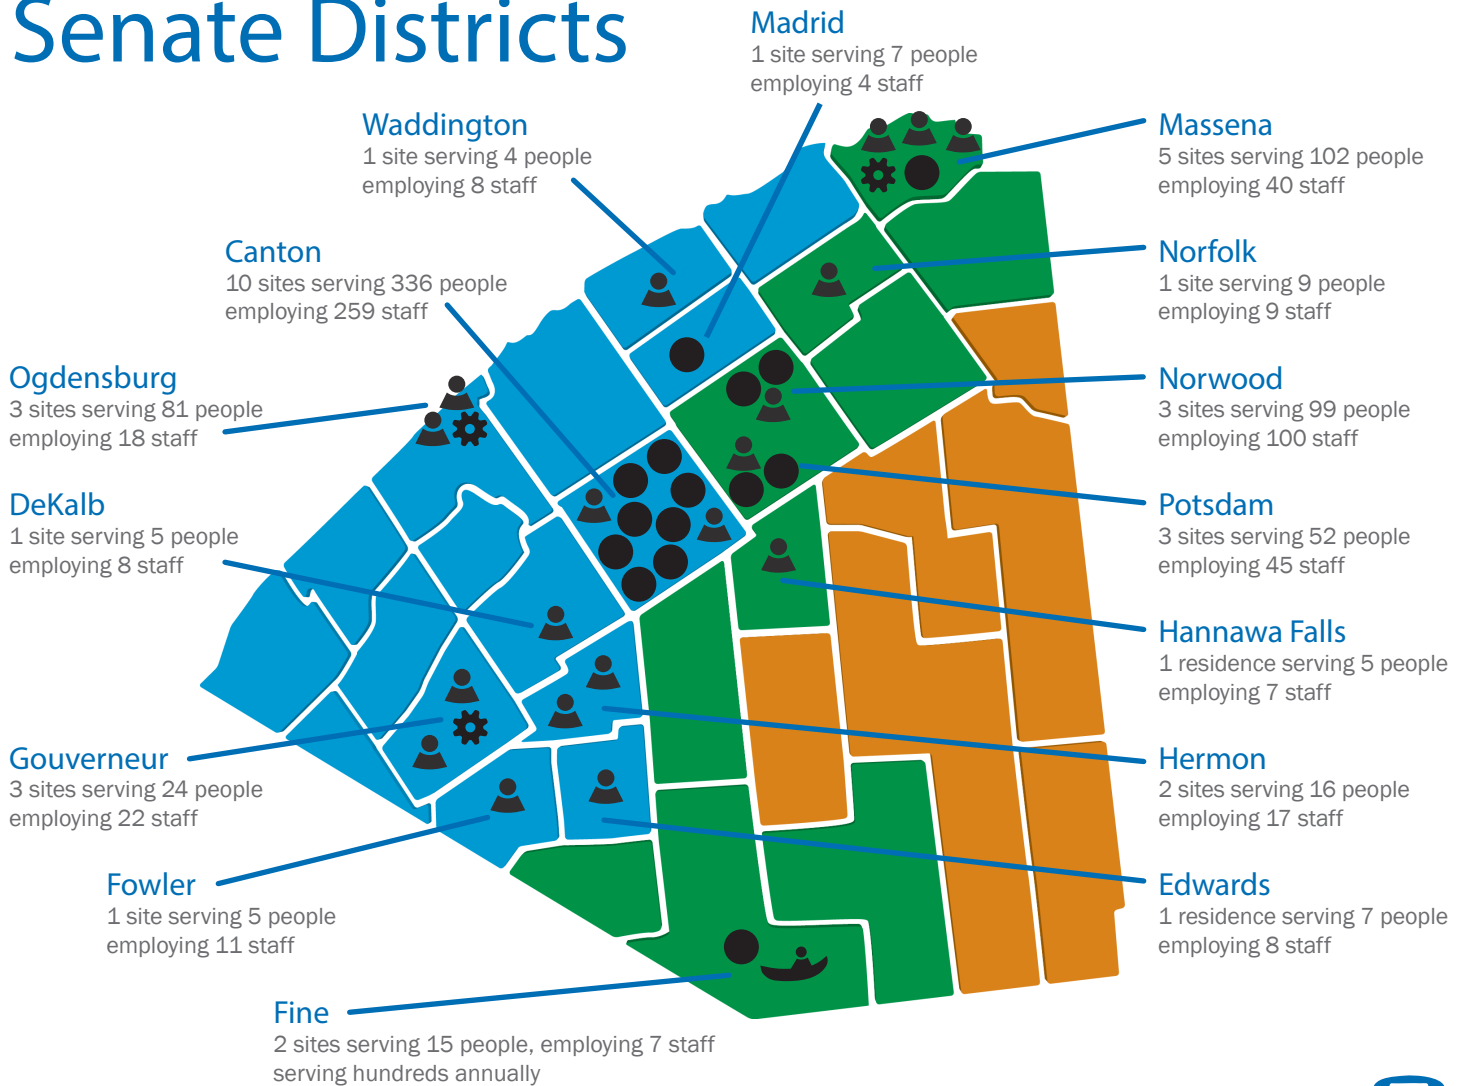 Senate Districts
Madrid
1 site serving 7 people
employing 4 staff
Waddington
1 site serving 4 people
employing 8 staff
Massena
5 sites serving 102 people
employing 40 staff
Canton
10 sites serving 336 people
employing 259 staff
Norfolk
1 site serving 9 people
employing 9 staff
Ogdensburg
3 sites serving 81 people
employing 18 staff
Norwood
3 sites serving 99 people
employing 100 staff
DeKalb
1 site serving 5 people
employing 8 staff
Potsdam
3 sites serving 52 people
employing 45 staff
Hannawa Falls
1 residence serving 5 people
employing 7 staff
Gouverneur
3 sites serving 24 people
employing 22 staff
Hermon
2 sites serving 16 people
employing 17 staff
Fowler
1 site serving 5 people
employing 11 staff
Edwards
1 residence serving 7 people
employing 8 staff
Fine
2 sites serving 15 people, employing 7 staff
serving hundreds annually